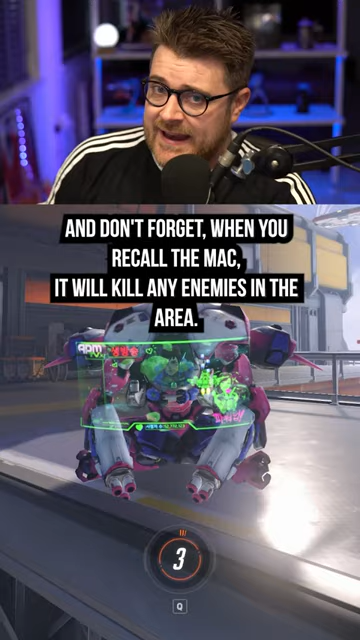 AND DON'T FORGET, WHEN YOU
RECALL THE MAC,
IT WILL KILL ANY ENEMIES IN THE
AREA.
3
Q